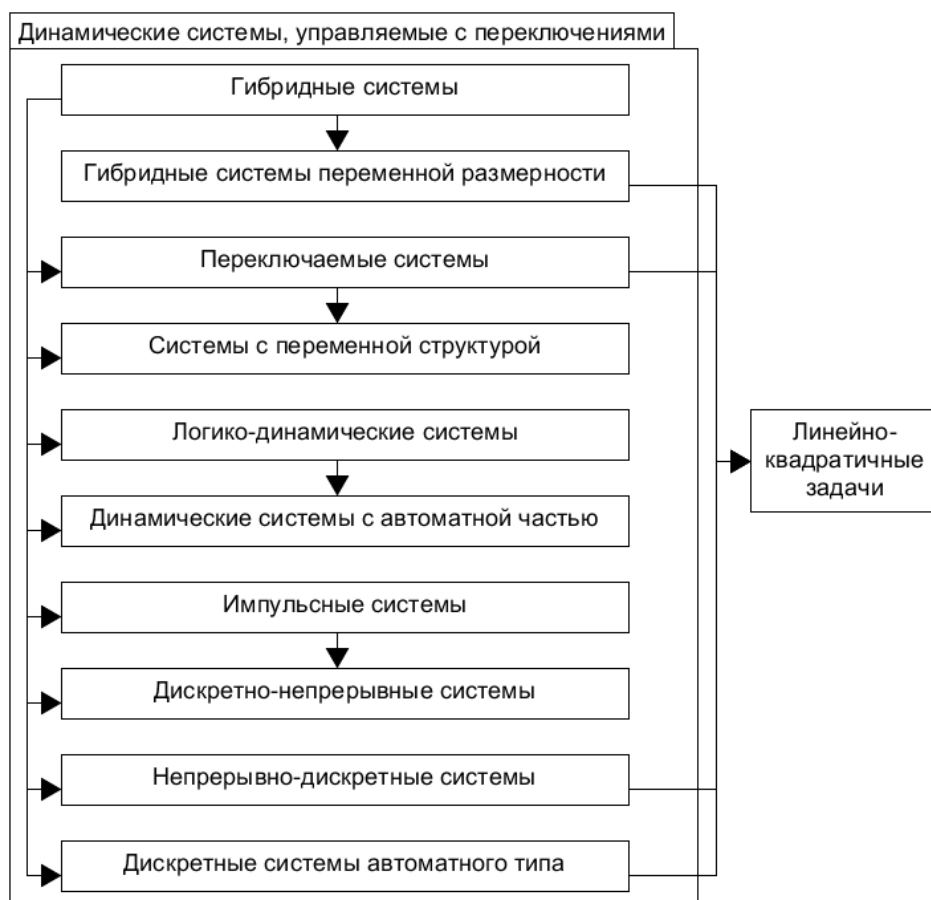 Динамические системы, управляемые с переключениями
Гибридные системы
Гибридные системы переменной размерности
Переключаемые системы
Системы с переменной структурой
Логико-динамические системы
Динамические системы с автоматной частью
Импульсные системы
Дискретно-непрерывные системы
Непрерывно-дискретные системы
Дискретные системы автоматного типа
Линейно-
квадратичные
задачи